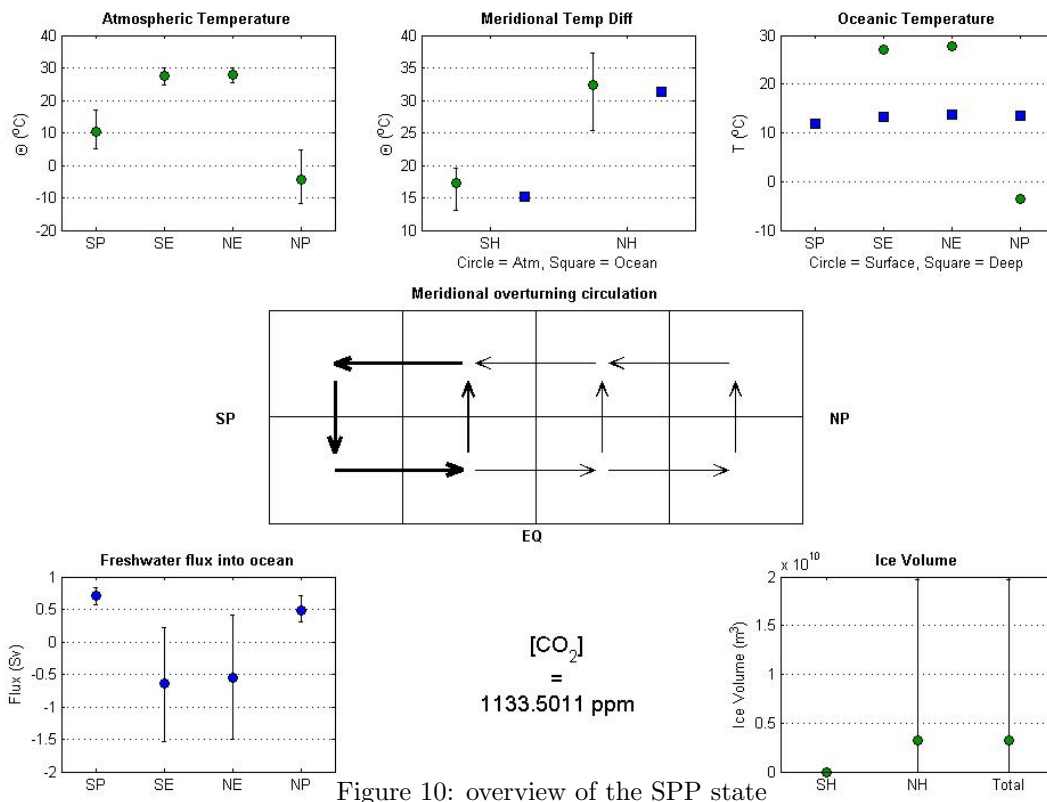 Atmospheric Temperature
40
30
20
10
0
-10
-20
Θ (ºC)
SP SE NE NP
Meridional Temp Diff
40
35
30
25
20
15
10
Θ (ºC)
SH NH
Circle = Atm, Square = Ocean
Oceanic Temperature
30
20
10
0
-10
T (ºC)
SP SE NE NP
Circle = Surface, Square = Deep
Meridional overturning circulation
SP
NP
EQ
Freshwater flux into ocean
1
0.5
0
-0.5
-1
-1.5
-2
Flux (Sv)
SP SE NE NP
[CO2]
=
1133.5011 ppm
Ice Volume
x 10^10
2
1.5
1
0.5
0
Ice Volume (m³)
SH NH Total
Figure 10: overview of the SPP state